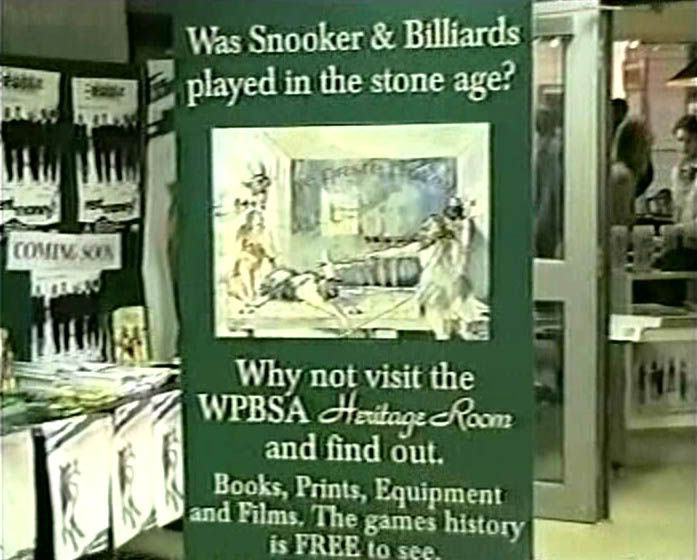 Was Snooker & Billiards
played in the stone age?
COMING SOON
Why not visit the
WPBSA Heritage Room
and find out.
Books, Prints, Equipment
and Films. The games history
is FREE to see.